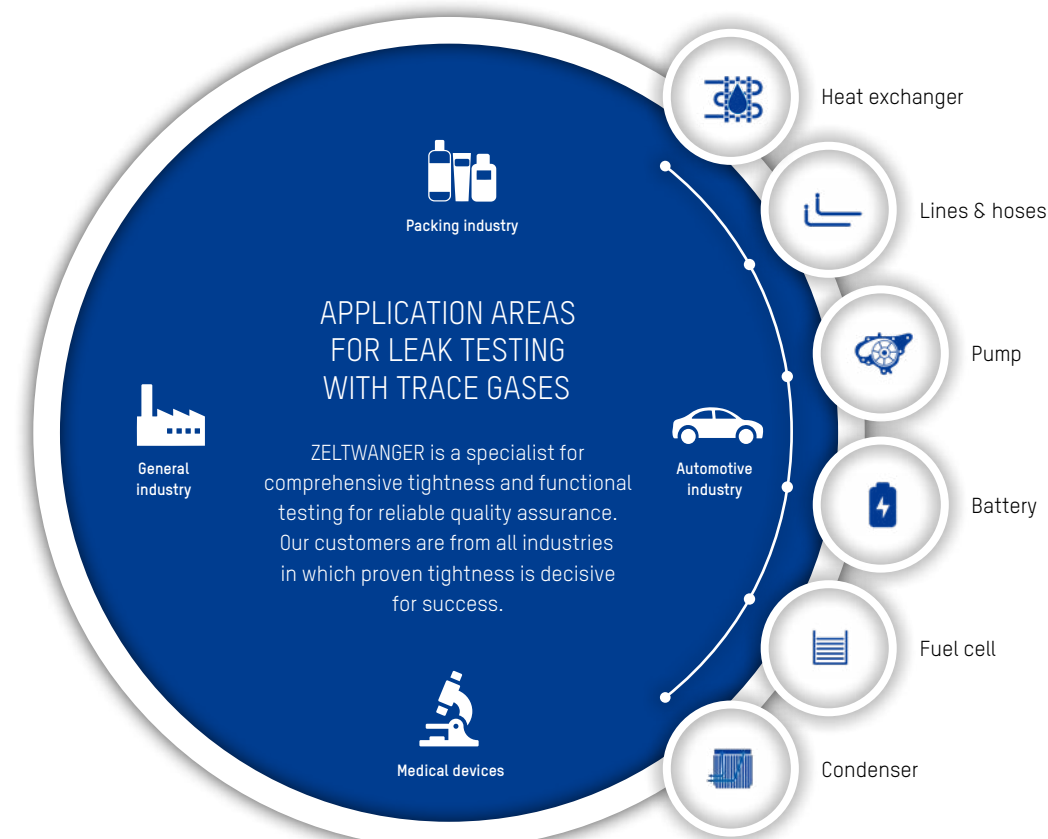 Heat exchanger
Lines & hoses
Packing industry
APPLICATION AREAS
FOR LEAK TESTING
WITH TRACE GASES
Pump
General
industry
ZELTWANGER is a specialist for
comprehensive tightness and functional
testing for reliable quality assurance.
Our customers are from all industries
in which proven tightness is decisive
for success.
Automotive
industry
Battery
Fuel cell
Medical devices
Condenser